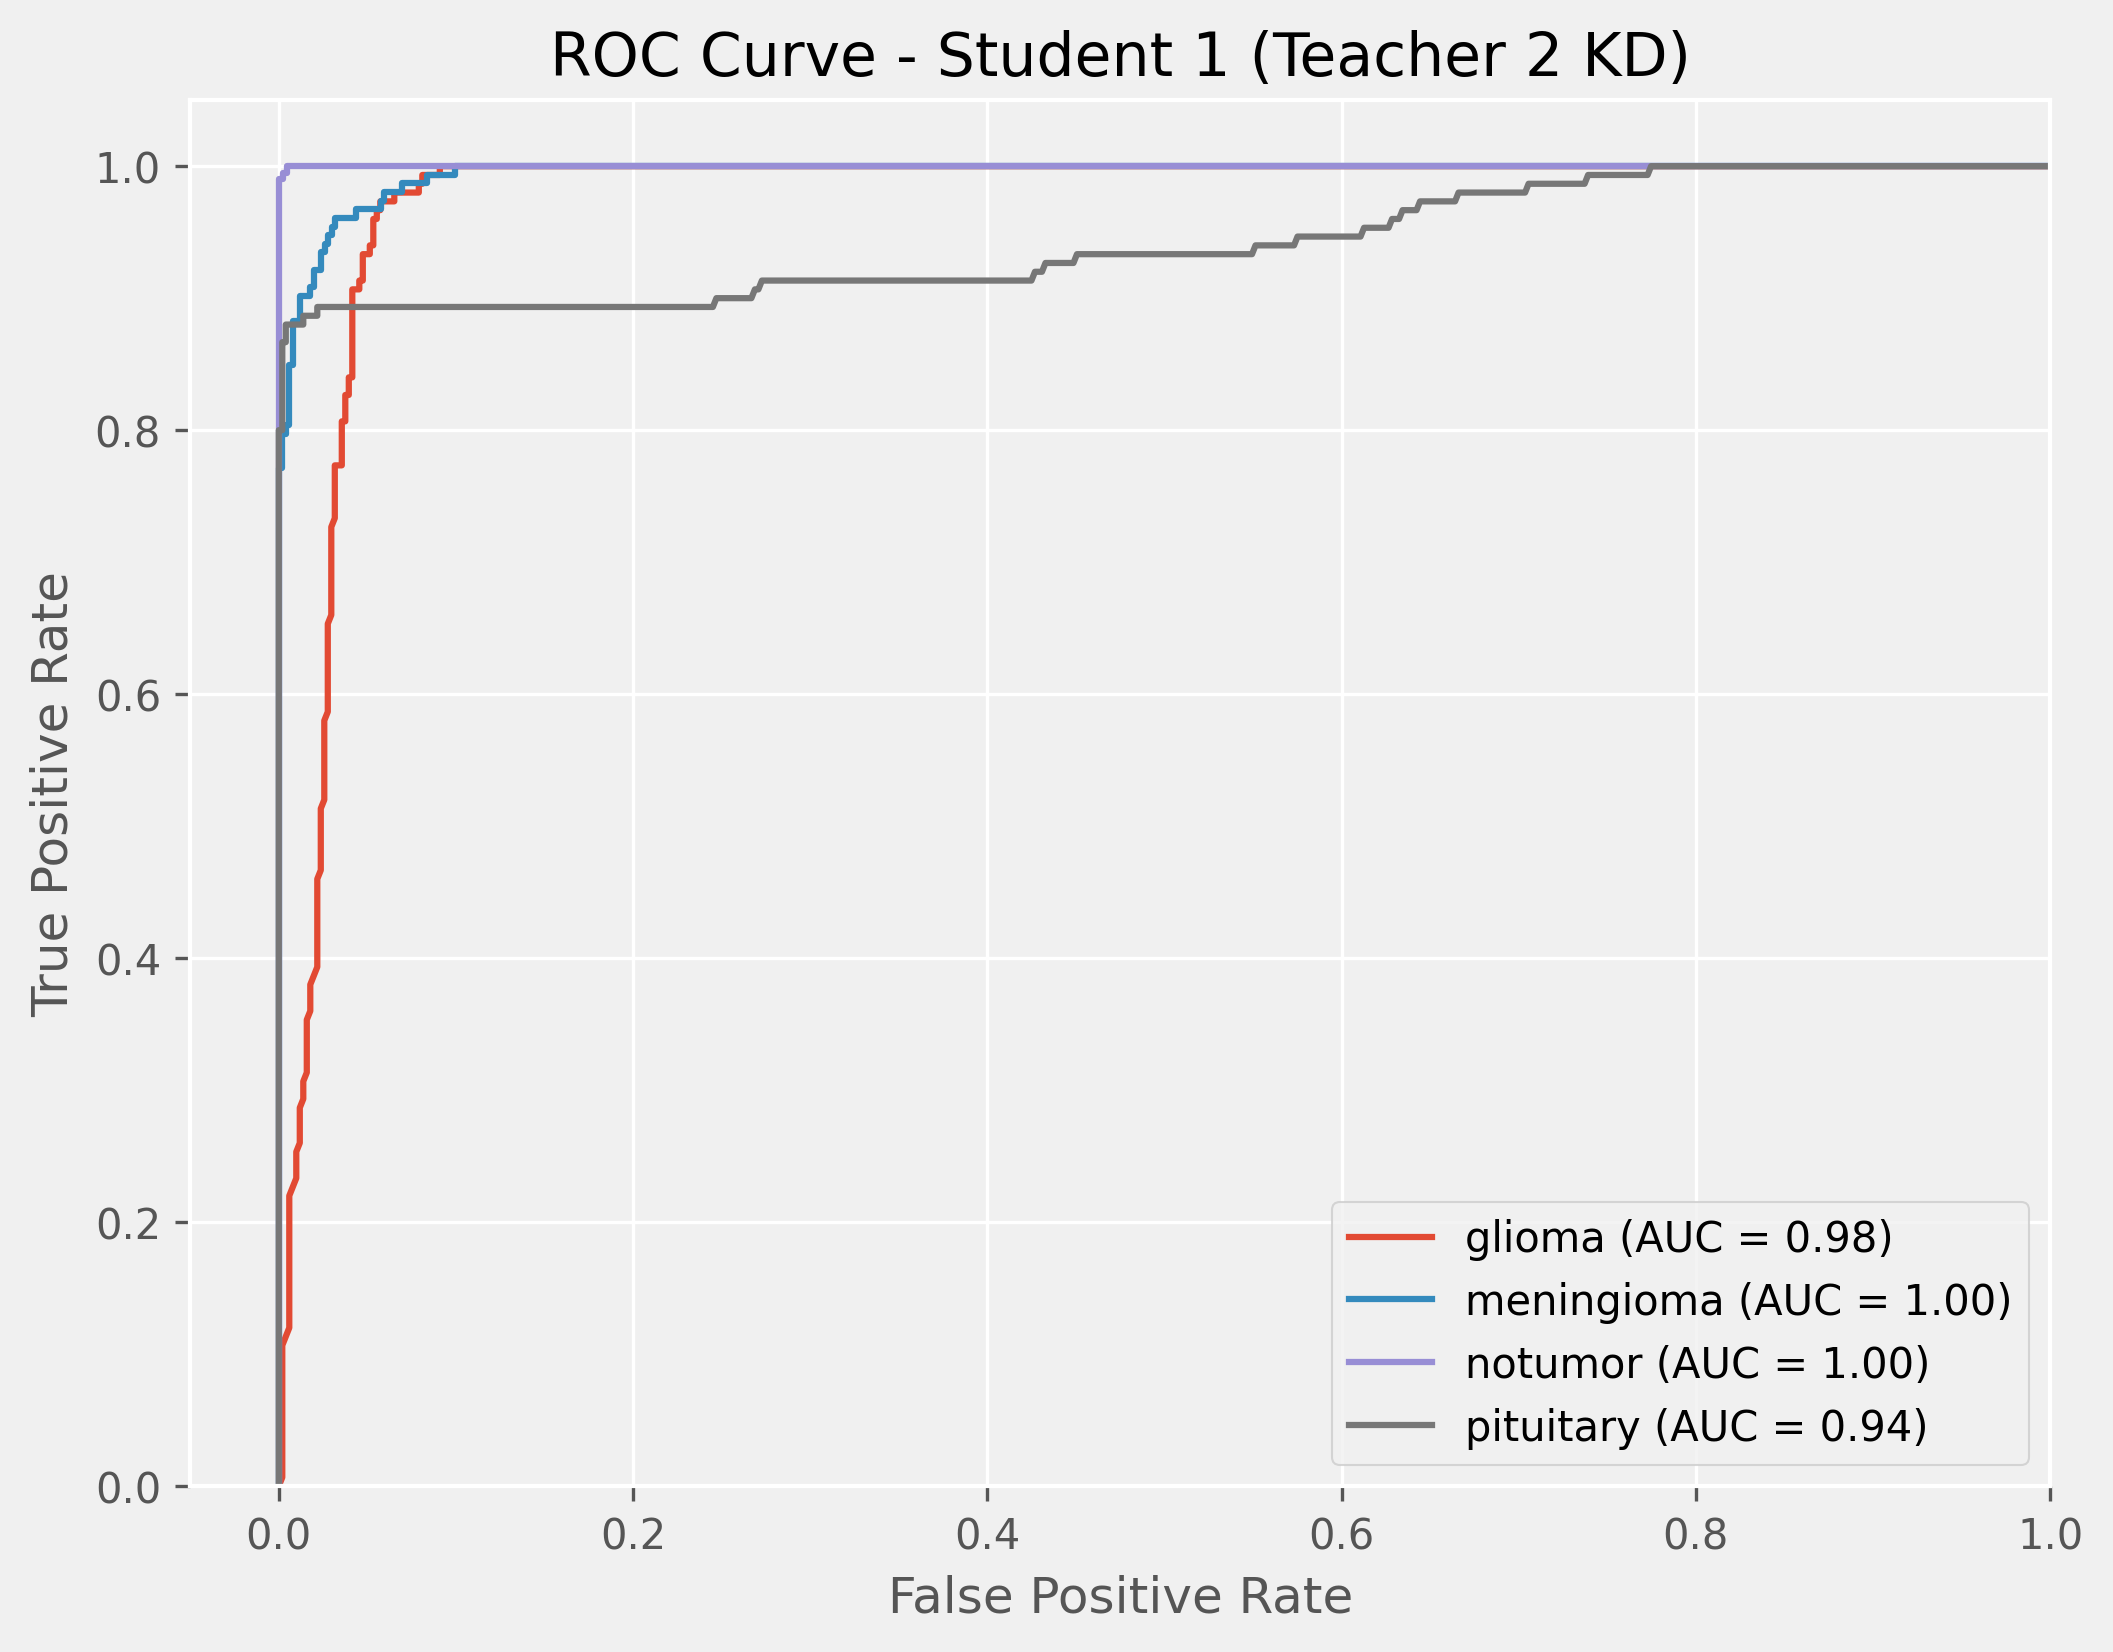 ROC Curve - Student 1 (Teacher 2 KD)
True Positive Rate
1.0
0.8
0.6
0.4
0.2
0.0
glioma (AUC = 0.98)
meningioma (AUC = 1.00)
notumor (AUC = 1.00)
pituitary (AUC = 0.94)
0.0 0.2 0.4 0.6 0.8 1.0
False Positive Rate